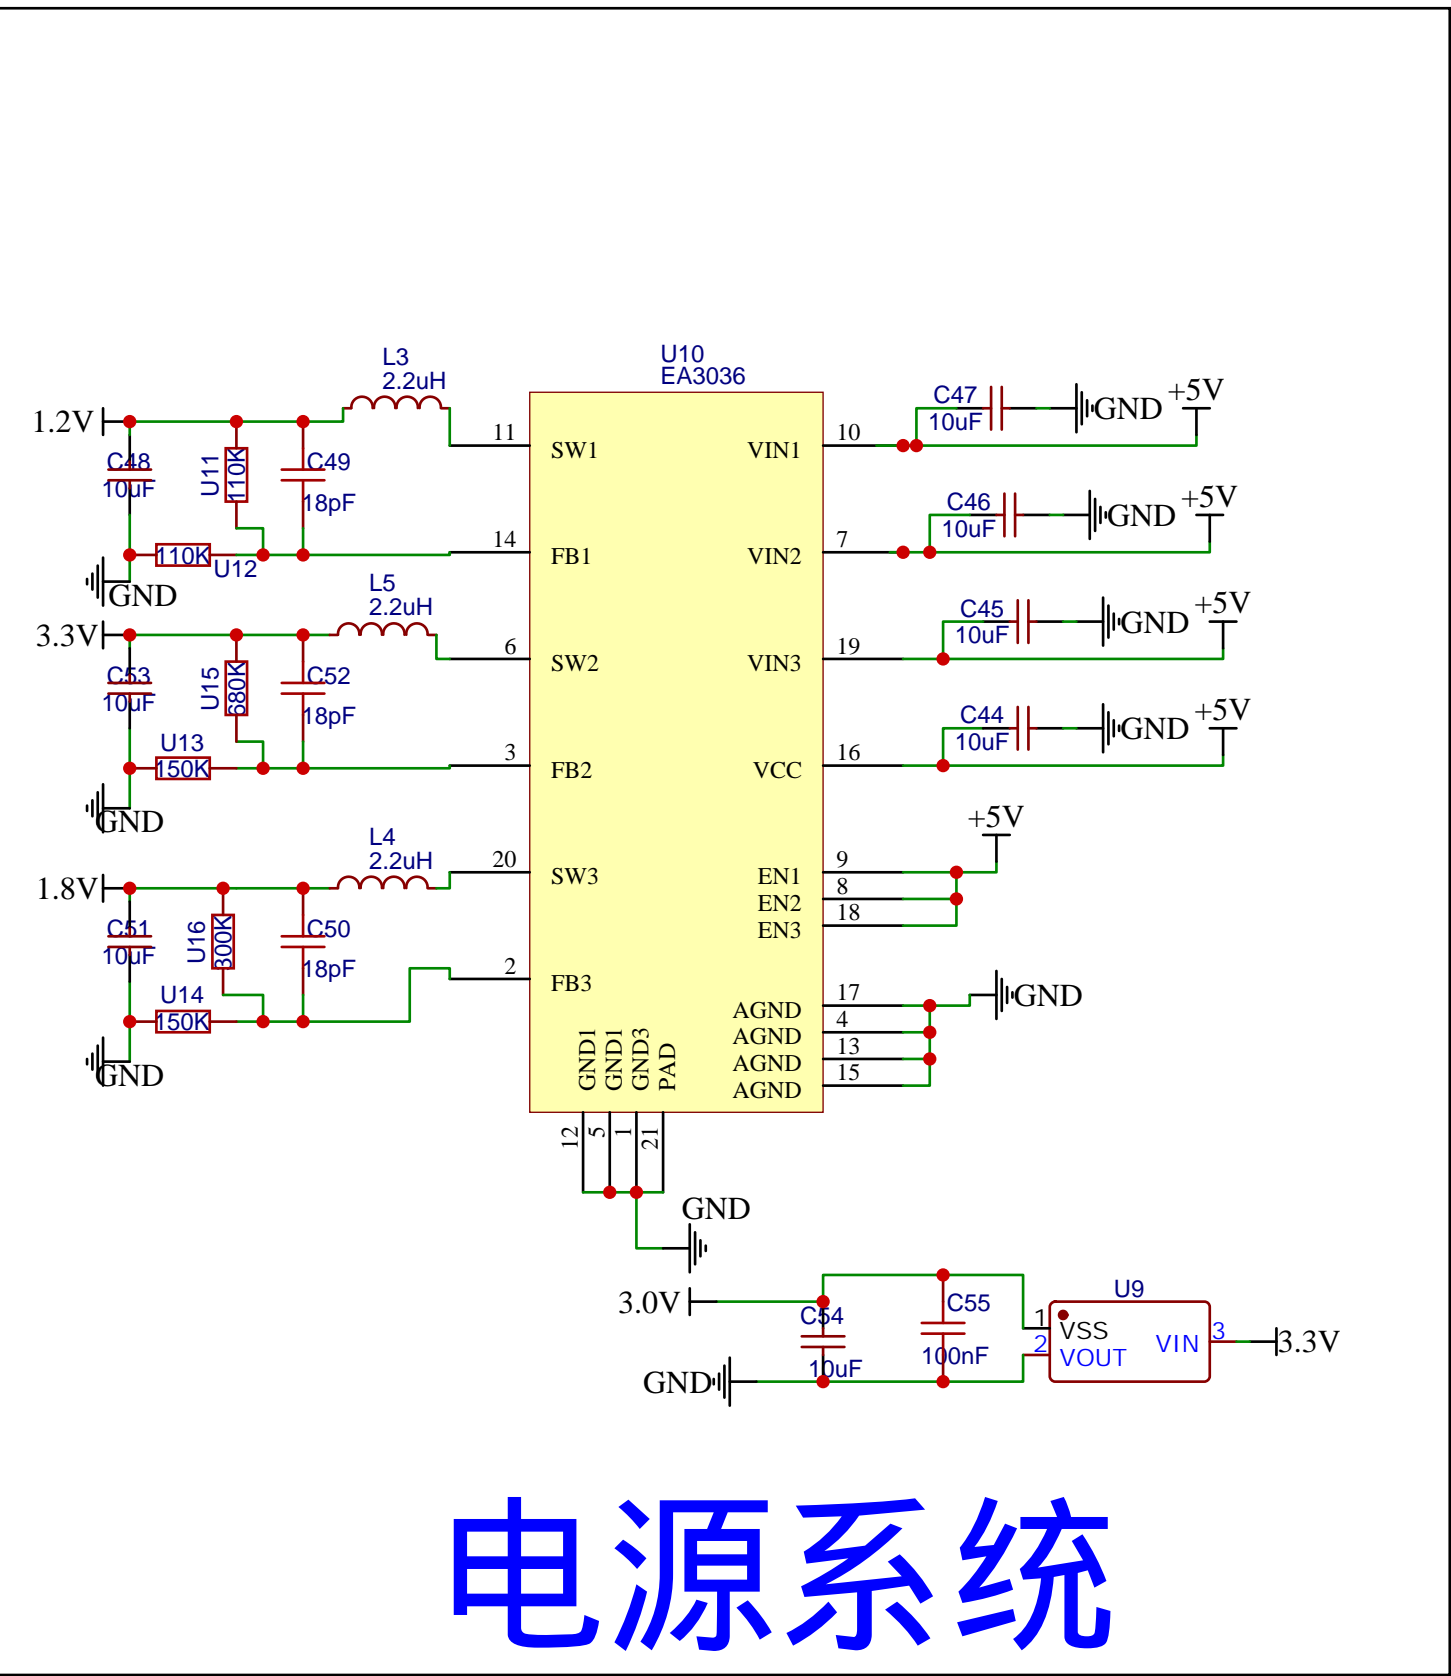 U10
EA3036
L3
2.2uH
1.2V
C48
10uF
U11
110K
C49
18pF
110K
U12
GND
11
SW1
14
FB1
L5
2.2uH
3.3V
C53
10uF
U15
680K
C52
18pF
U13
150K
GND
6
SW2
3
FB2
L4
2.2uH
1.8V
C51
10uF
U16
300K
C50
18pF
U14
150K
GND
20
SW3
2
FB3
VIN1
10
C47
10uF
GND
+5V
VIN2
7
C46
10uF
GND
+5V
VIN3
19
C45
10uF
GND
+5V
VCC
16
C44
10uF
GND
+5V
+5V
EN1
9
EN2
8
EN3
18
AGND
17
GND
AGND
4
AGND
13
AGND
15
GND1
GND1
GND3
PAD
12
5
1
21
GND
3.0V
C54
10uF
C55
100nF
GND
U9
1
VSS
2
VOUT
VIN
3
3.3V
电源系统